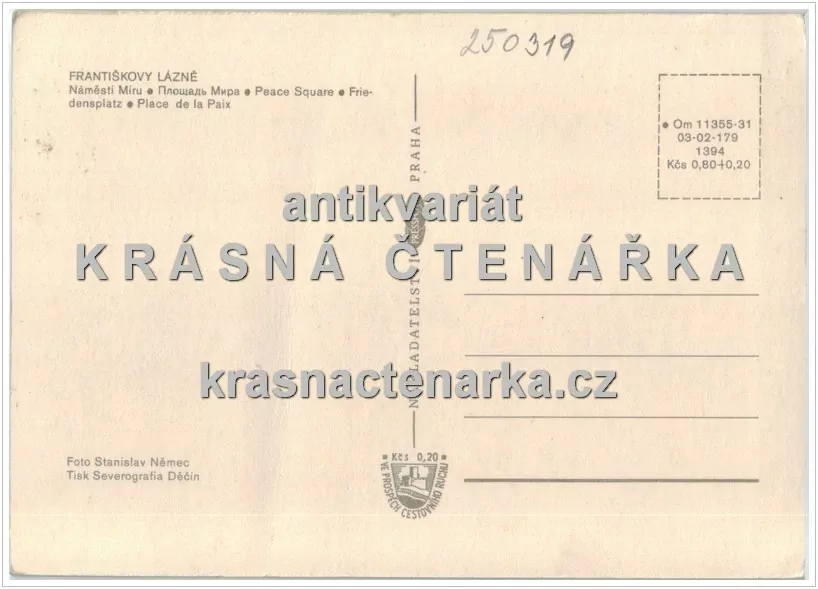 250319
FRANTIŠKOVY LÁZNĚ
Náměstí Míru • Площадь Мира • Peace Square • Frie-
densplatz • Place de la Paix
• Om 11355-31
03-02-179
1394
Kčs 0,80+0,20
NAKLADATELSTVÍ PRESSFOTO PRAHA
antikvariát
KRÁSNÁ ČTENÁŘKA
krasnactenarka.cz
Foto Stanislav Němec
Tisk Severografia Děčín
• Kčs 0,20 •
VE PROSPĚCH CESTOVNÍHO RUCHU